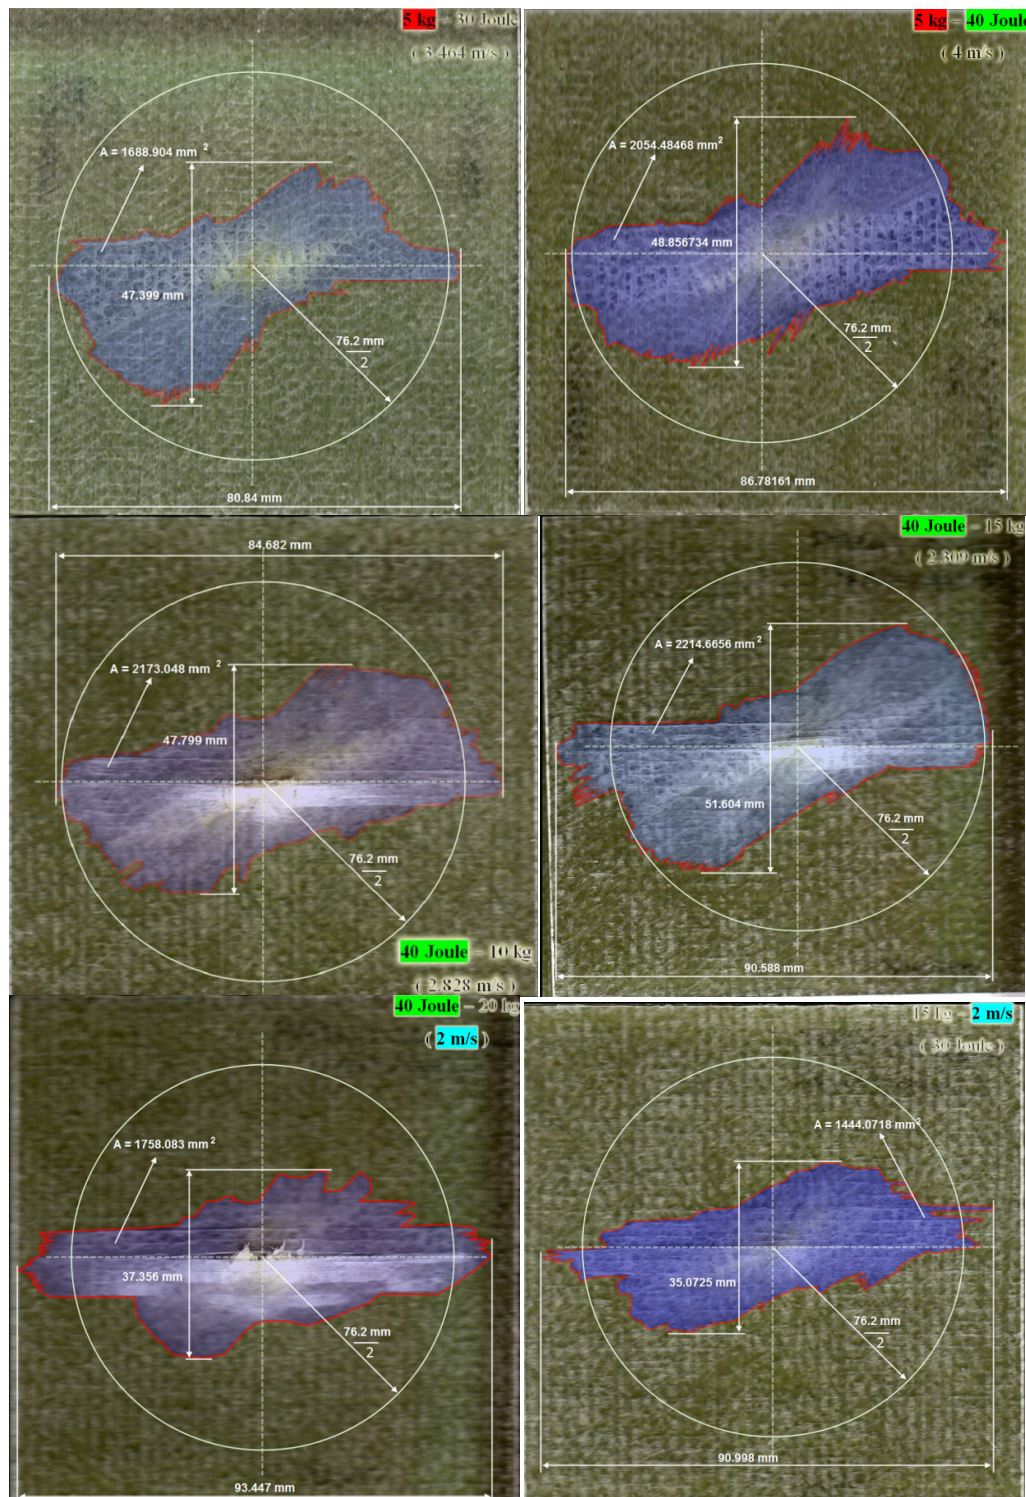 5 kg – 30 Joule
( 3.464 m/s )
A = 1688.904 mm 2
47.399 mm
76.2 mm
2
80.84 mm
5 kg – 40 Joule
( 4 m/s )
A = 2054.48468 mm2
48.856734 mm
76.2 mm
2
86.78161 mm
84.682 mm
A = 2173.048 mm 2
47.799 mm
76.2 mm
2
40 Joule – 10 kg
( 2.828 m/s )
40 Joule – 15 kg
( 2.309 m/s )
A = 2214.6656 mm2
51.604 mm
76.2 mm
2
90.588 mm
40 Joule – 20 kg
( 2 m/s )
A = 1758.083 mm2
37.356 mm
76.2 mm
2
93.447 mm
15 kg – 2 m/s
( 30 Joule )
A = 1444.0718 mm2
35.0725 mm
76.2 mm
2
90.998 mm